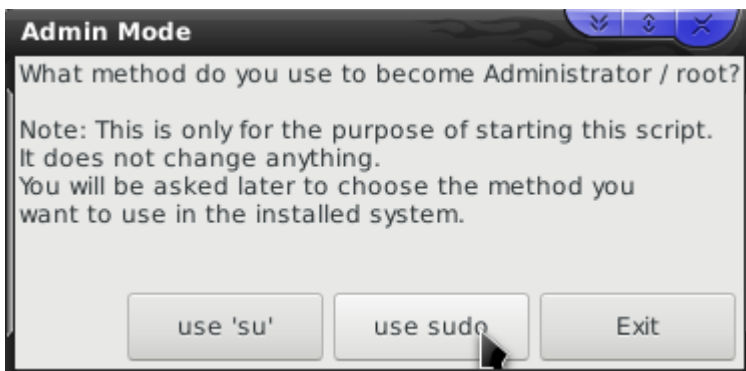 Admin Mode
What method do you use to become Administrator / root?
Note: This is only for the purpose of starting this script.
It does not change anything.
You will be asked later to choose the method you
want to use in the installed system.
use 'su'
use sudo
Exit